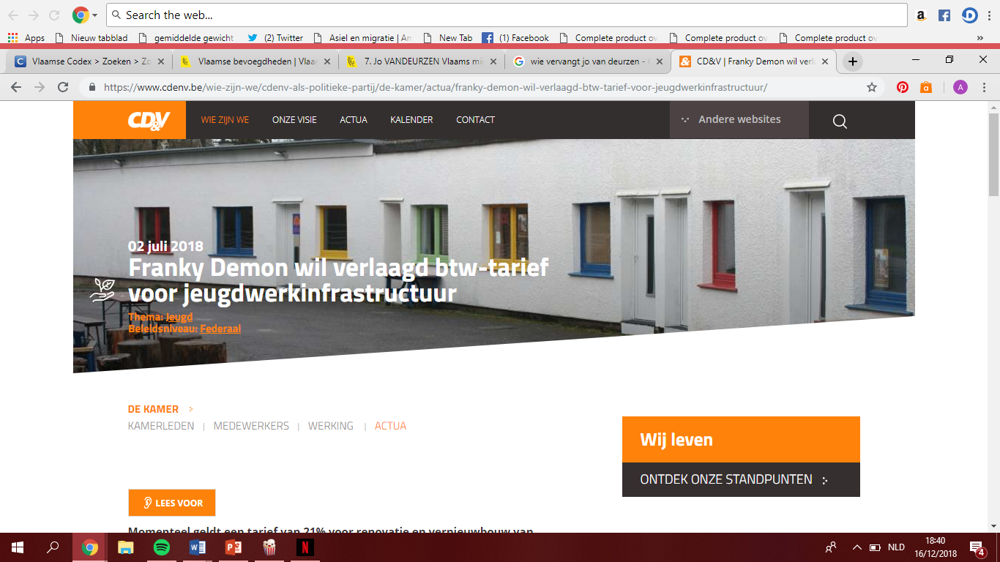 Search the web...
Apps Nieuw tabblad gemiddelde gewicht (2) Twitter Asiel en migratie | Am New Tab (1) Facebook Complete product ov Complete product ov Complete product ov »
Vlaamse Codex > Zoeken > Zo Vlaamse bevoegdheden | Vlaa 7. Jo VANDEURZEN Vlaams mi wie vervangt jo van deurzen - CD&V | Franky Demon wil verl
https://www.cdenv.be/wie-zijn-we/cdenv-als-politieke-partij/de-kamer/actua/franky-demon-wil-verlaagd-btw-tarief-voor-jeugdwerkinfrastructuur/
A
CD&V WIE ZIJN WE ONZE VISIE ACTUA KALENDER CONTACT Andere websites
02 juli 2018
Franky Demon wil verlaagd btw-tarief
voor jeugdwerkinfrastructuur
Thema: Jeugd
Beleidsniveau: Federaal
DE KAMER
KAMERLEDEN | MEDEWERKERS | WERKING | ACTUA
Wij leven
ONTDEK ONZE STANDPUNTEN
LEES VOOR
Momenteel geldt een tarief van 21% voor renovatie en vernieuwbouw van
NLD 18:40
16/12/2018 4